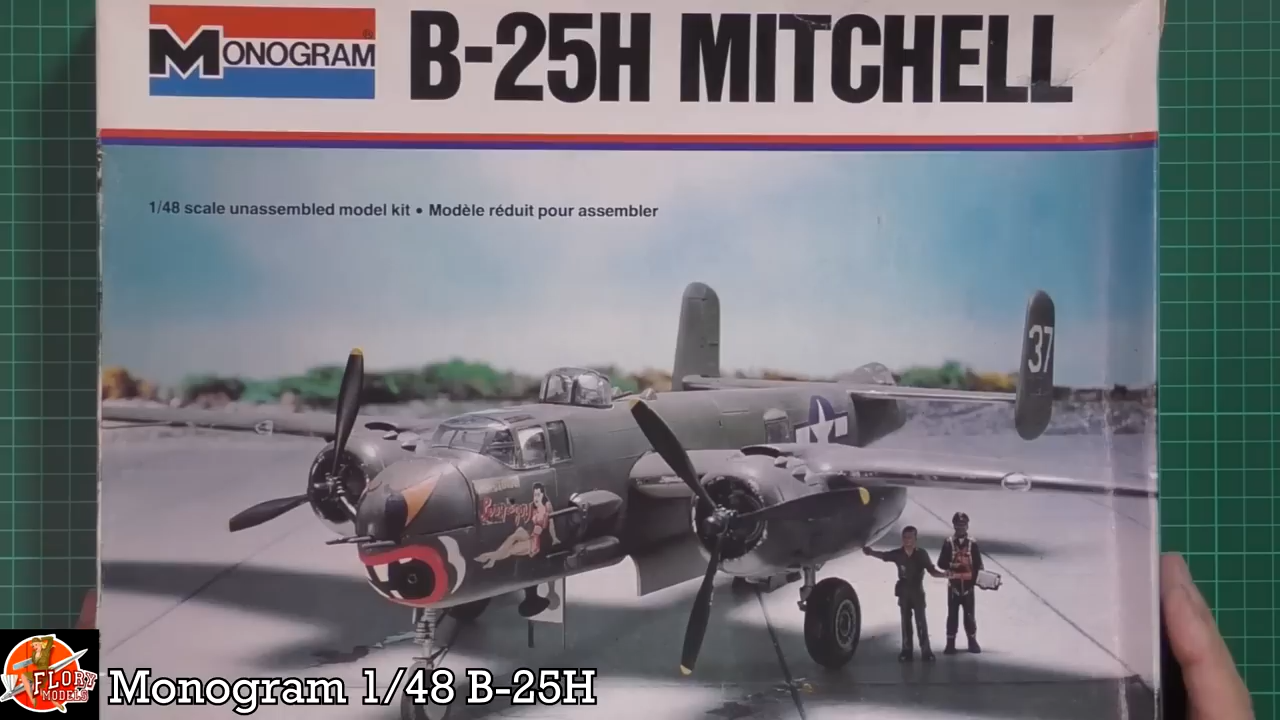 MONOGRAM
B-25H MITCHELL
1/48 scale unassembled model kit • Modèle réduit pour assembler
37
FLORY
MODELS
Monogram 1/48 B-25H